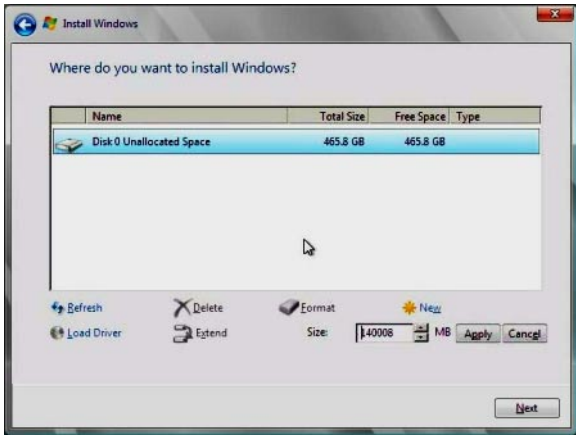 Install Windows
Where do you want to install Windows?
Name Total Size Free Space Type
Disk 0 Unallocated Space 465.8 GB 465.8 GB
Refresh Delete Format New
Load Driver Extend Size: 140008 MB Apply Cancel
Next